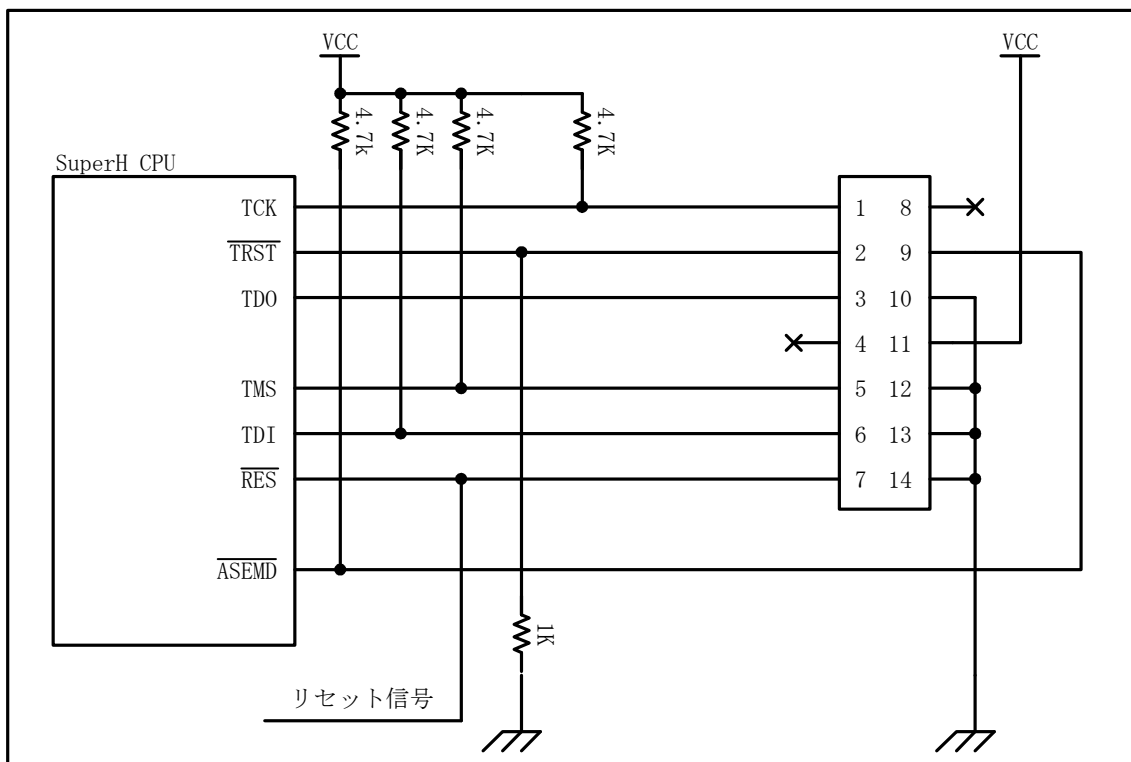 VCC
VCC
4.7k
4.7K
4.7K
4.7K
SuperH CPU
TCK
1 8
TRST
2 9
TDO
3 10
4 11
TMS
5 12
TDI
6 13
RES
7 14
ASEMD
1K
リセット信号